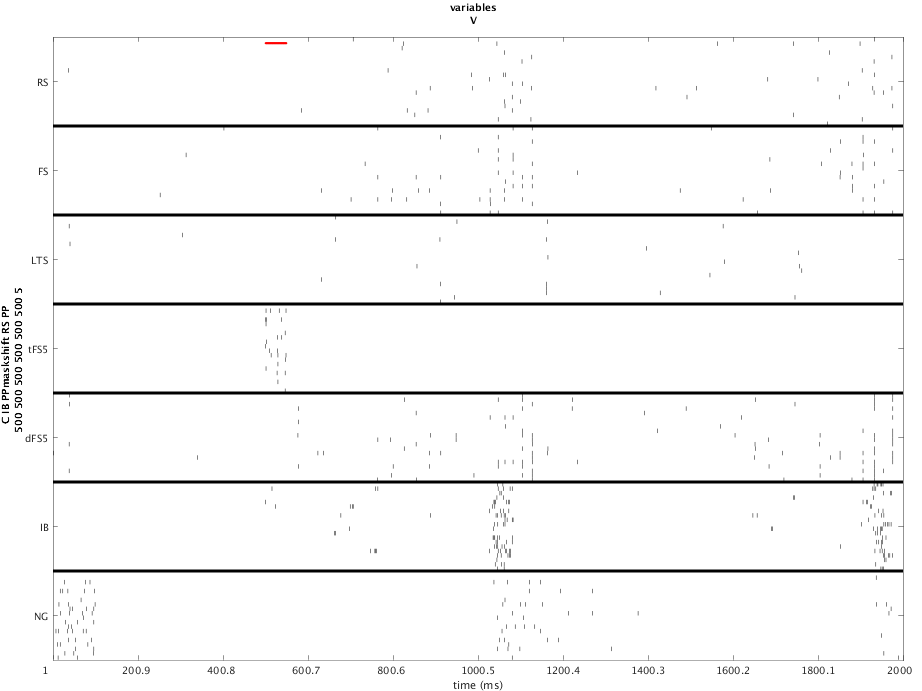 variables
V
RS
FS
LTS
tFS5
dFS5
IB
NG
C IB PPmaskshift RS PP
500 500 500 500 500 500 5
1
200.9
400.8
600.7
800.6
1000.5
1200.4
1400.3
1600.2
1800.1
2000
time (ms)